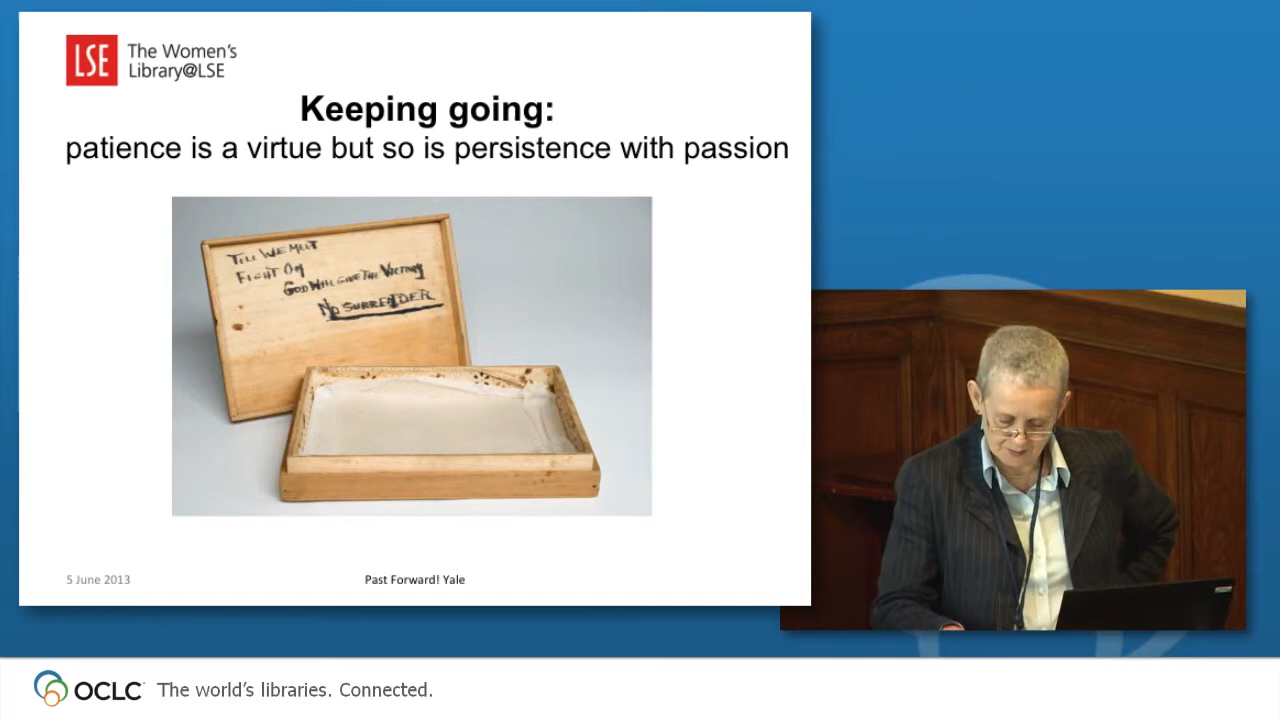 LSE
The Women's
Library@LSE
Keeping going:
patience is a virtue but so is persistence with passion
TILL WE MEET
FIGHT ON
GOD WILL GIVE THE VICTORY
NO SURRENDER
5 June 2013
Past Forward! Yale
OCLC
The world's libraries. Connected.